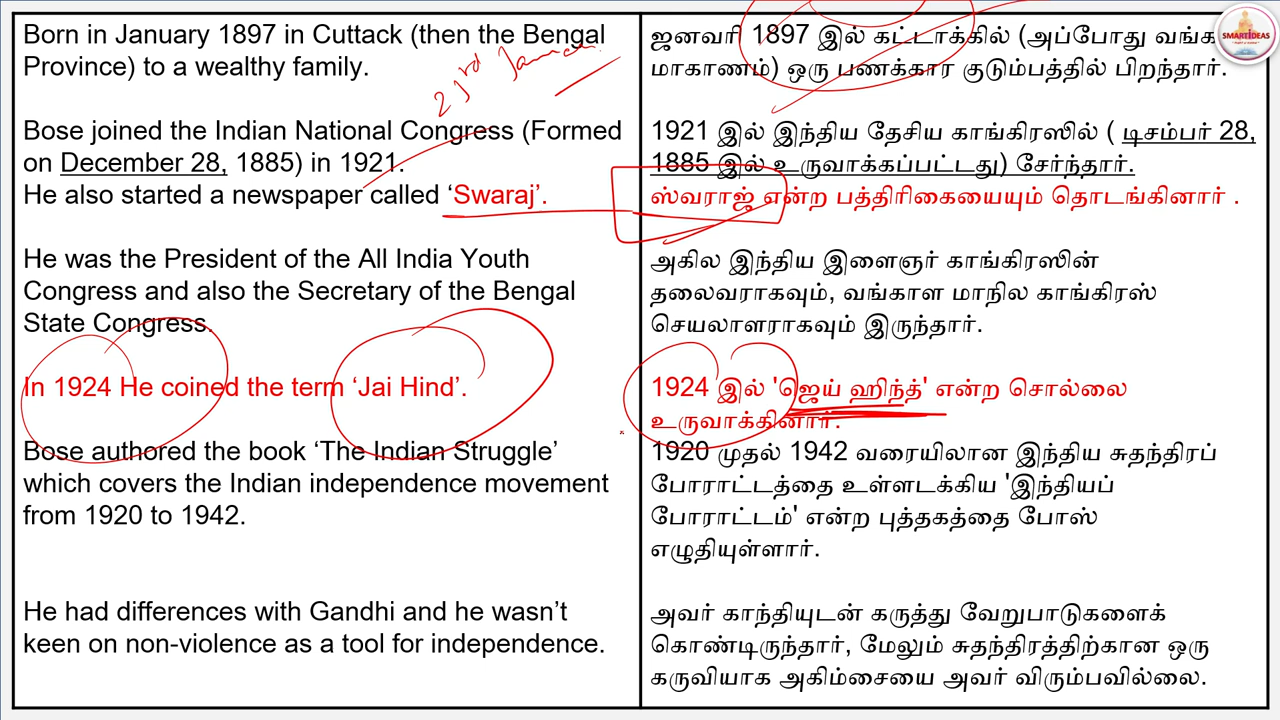 Born in January 1897 in Cuttack (then the Bengal
Province) to a wealthy family.
23rd
Bose joined the Indian National Congress (Formed
on December 28, 1885) in 1921.
He also started a newspaper called ‘Swaraj’.
He was the President of the All India Youth
Congress and also the Secretary of the Bengal
State Congress.
In 1924 He coined the term ‘Jai Hind’.
Bose authored the book ‘The Indian Struggle’
which covers the Indian independence movement
from 1920 to 1942.
He had differences with Gandhi and he wasn’t
keen on non-violence as a tool for independence.
ஜனவரி 1897 இல் கட்டாக்கில் (அப்போது வங்க
மாகாணம்) ஒரு பணக்கார குடும்பத்தில் பிறந்தார்.
1921 இல் இந்திய தேசிய காங்கிரஸில் ( டிசம்பர் 28,
1885 இல் உருவாக்கப்பட்டது) சேர்ந்தார்.
ஸ்வராஜ் என்ற பத்திரிகையையும் தொடங்கினார் .
அகில இந்திய இளைஞர் காங்கிரஸின்
தலைவராகவும், வங்காள மாநில காங்கிரஸ்
செயலாளராகவும் இருந்தார்.
1924 இல் 'ஜெய் ஹிந்த்' என்ற சொல்லை
உருவாக்கினார்.
1920 முதல் 1942 வரையிலான இந்திய சுதந்திரப்
போராட்டத்தை உள்ளடக்கிய 'இந்தியப்
போராட்டம்' என்ற புத்தகத்தை போஸ்
எழுதியுள்ளார்.
அவர் காந்தியுடன் கருத்து வேறுபாடுகளைக்
கொண்டிருந்தார், மேலும் சுதந்திரத்திற்கான ஒரு
கருவியாக அகிம்சையை அவர் விரும்பவில்லை.
SMARTIDEAS